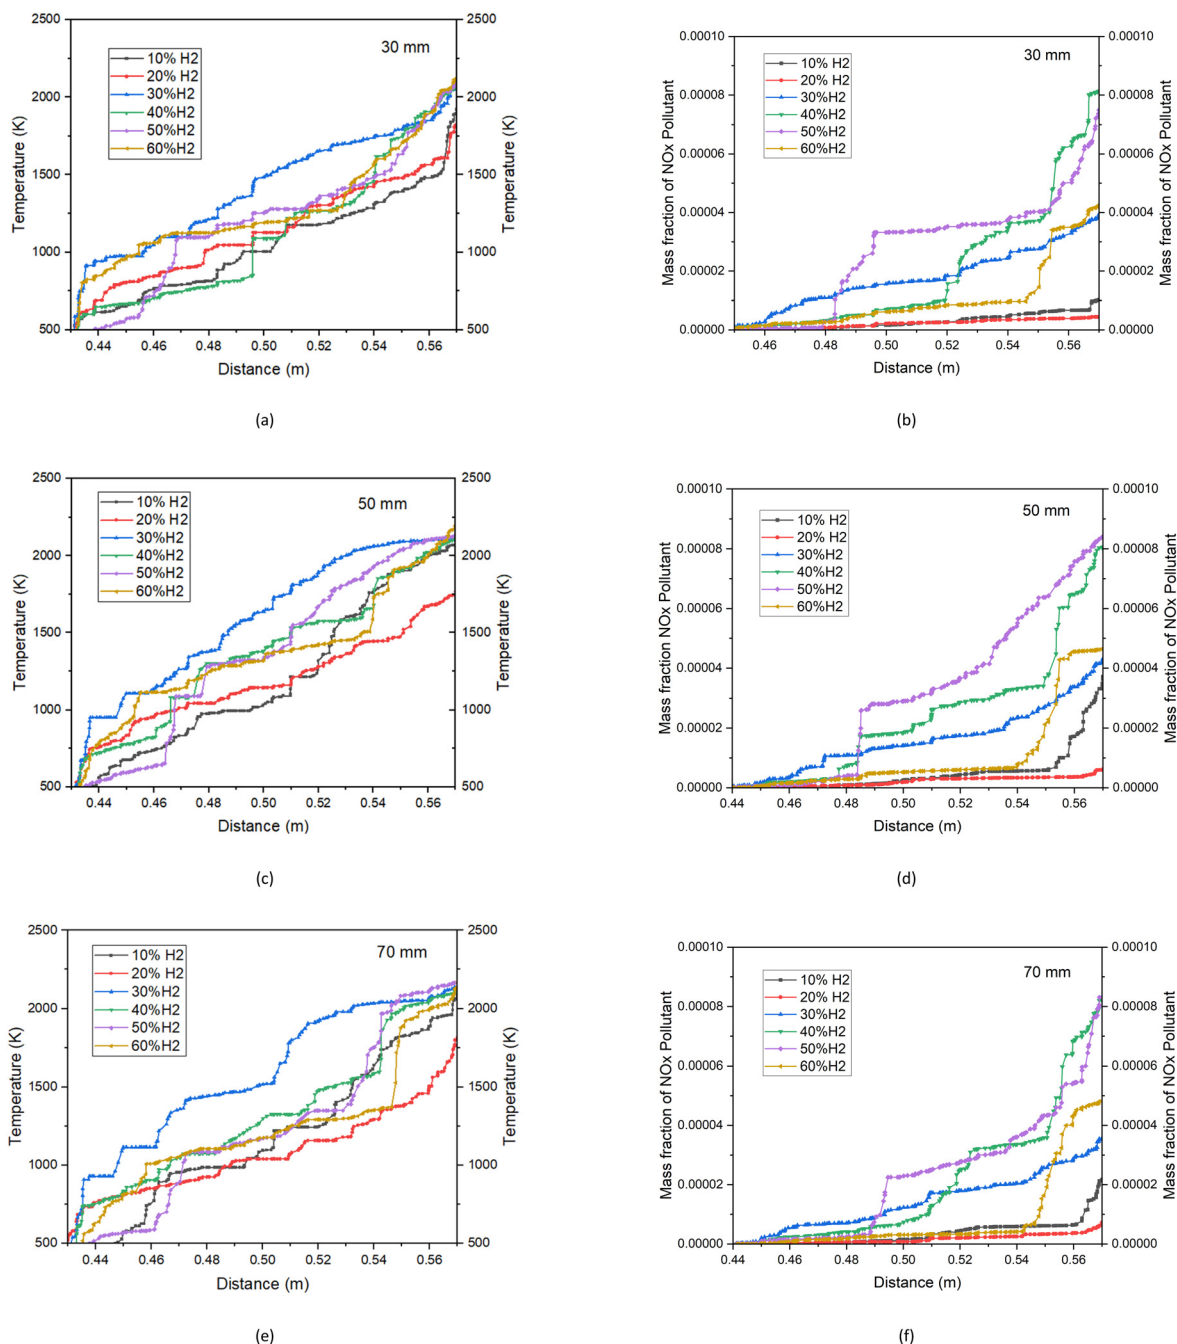 30 mm
10% H2
20% H2
30%H2
40%H2
50%H2
60%H2
Temperature (K)
Temperature (K)
2500
2000
1500
1000
500
2500
2000
1500
1000
500
0.44 0.46 0.48 0.50 0.52 0.54 0.56
Distance (m)
(a)
30 mm
10% H2
20% H2
30%H2
40%H2
50%H2
60%H2
Mass fraction of NOx Pollutant
Mass fraction of NOx Pollutant
0.00010
0.00008
0.00006
0.00004
0.00002
0.00000
0.00010
0.00008
0.00006
0.00004
0.00002
0.00000
0.46 0.48 0.50 0.52 0.54 0.56
Distance (m)
(b)
50 mm
10% H2
20% H2
30%H2
40%H2
50%H2
60%H2
Temperature (K)
Temperature (K)
2500
2000
1500
1000
500
2500
2000
1500
1000
500
0.44 0.46 0.48 0.50 0.52 0.54 0.56
Distance (m)
(c)
50 mm
10% H2
20% H2
30%H2
40%H2
50%H2
60%H2
Mass fraction NOx Pollutant
Mass fraction of NOx Pollutant
0.00010
0.00008
0.00006
0.00004
0.00002
0.00000
0.00010
0.00008
0.00006
0.00004
0.00002
0.00000
0.44 0.46 0.48 0.50 0.52 0.54 0.56
Distance (m)
(d)
70 mm
10% H2
20% H2
30%H2
40%H2
50%H2
60%H2
Temperature (K)
Temperature (K)
2500
2000
1500
1000
500
2500
2000
1500
1000
500
0.44 0.46 0.48 0.50 0.52 0.54 0.56
Distance (m)
(e)
70 mm
10% H2
20% H2
30%H2
40%H2
50%H2
60%H2
Mass fraction of NOx Pollutant
Mass fraction of NOx Pollutant
0.00010
0.00008
0.00006
0.00004
0.00002
0.00000
0.00010
0.00008
0.00006
0.00004
0.00002
0.00000
0.44 0.46 0.48 0.50 0.52 0.54 0.56
Distance (m)
(f)